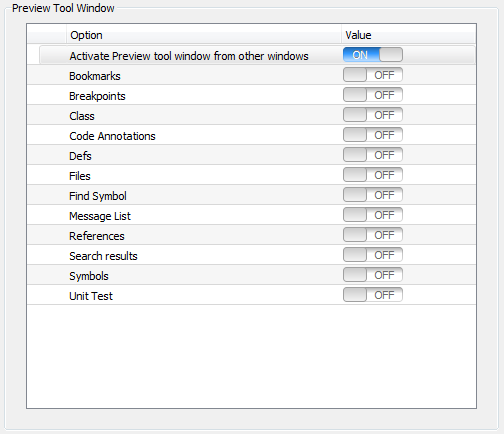 Preview Tool Window
Option Value
Activate Preview tool window from other windows ON
Bookmarks OFF
Breakpoints OFF
Class OFF
Code Annotations OFF
Defs OFF
Files OFF
Find Symbol OFF
Message List OFF
References OFF
Search results OFF
Symbols OFF
Unit Test OFF